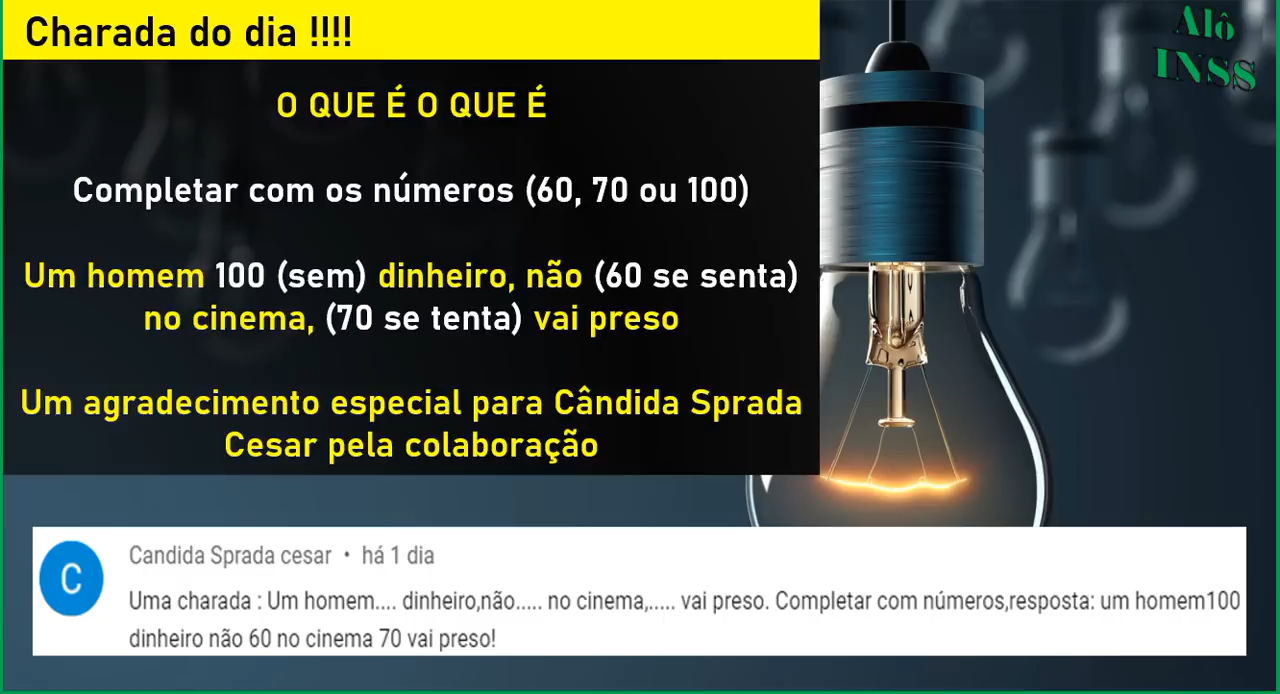 Charada do dia !!!!
Alô
INSS
O QUE É O QUE É
Completar com os números (60, 70 ou 100)
Um homem 100 (sem) dinheiro, não (60 se senta)
no cinema, (70 se tenta) vai preso
Um agradecimento especial para Cândida Sprada
Cesar pela colaboração
C
Candida Sprada cesar • há 1 dia
Uma charada : Um homem.... dinheiro,não..... no cinema,..... vai preso. Completar com números,resposta: um homem100
dinheiro não 60 no cinema 70 vai preso!